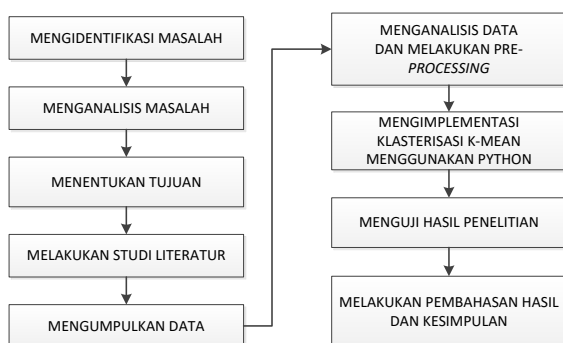 MENGIDENTIFIKASI MASALAH
MENGANALISIS MASALAH
MENENTUKAN TUJUAN
MELAKUKAN STUDI LITERATUR
MENGUMPULKAN DATA
MENGANALISIS DATA
DAN MELAKUKAN PRE-
PROCESSING
MENGIMPLEMENTASI
KLASTERISASI K-MEAN
MENGGUNAKAN PYTHON
MENGUJI HASIL PENELITIAN
MELAKUKAN PEMBAHASAN HASIL
DAN KESIMPULAN